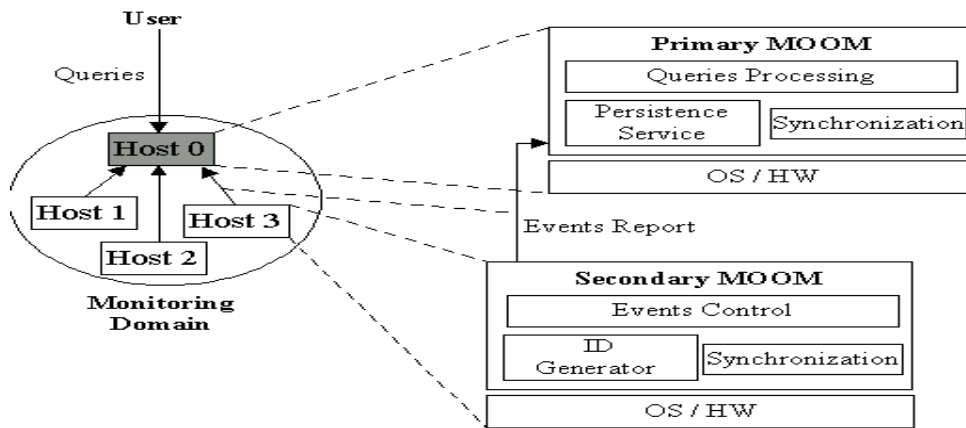 User
Queries
Host 0
Host 1
Host 2
Host 3
Monitoring
Domain
Primary MOOM
Queries Processing
Persistence
Service
Synchronization
OS / HW
Events Report
Secondary MOOM
Events Control
ID
Generator
Synchronization
OS / HW